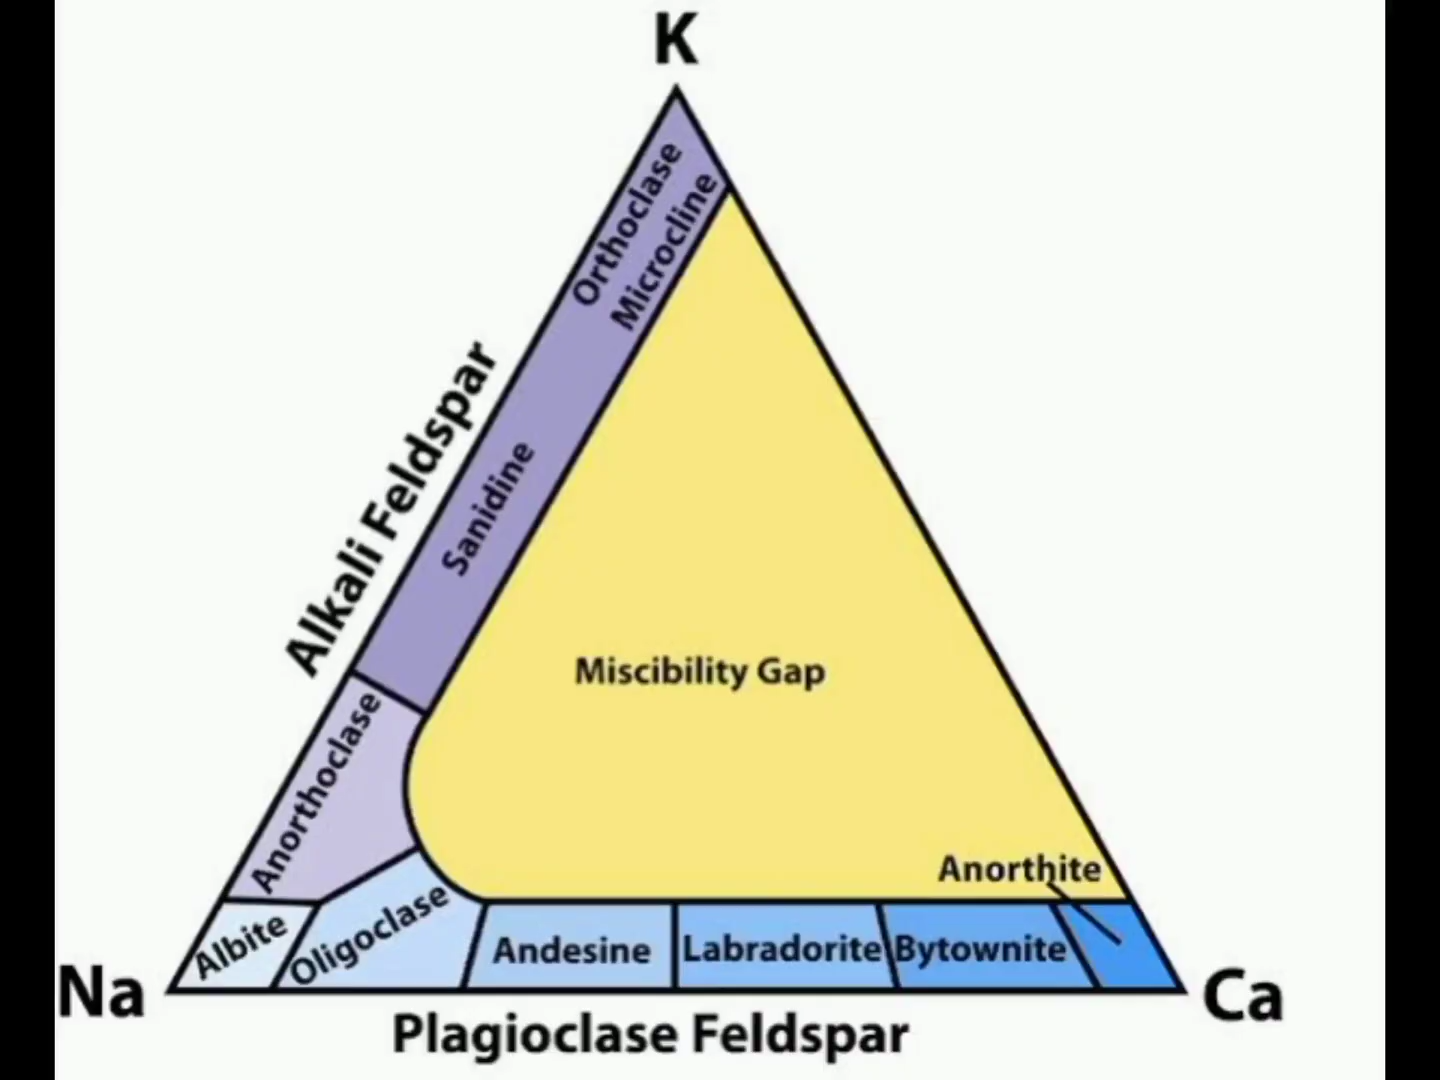 K
Orthoclase
Microcline
Alkali Feldspar
Sanidine
Miscibility Gap
Anorthoclase
Anorthite
Albite
Oligoclase
Andesine
Labradorite
Bytownite
Na
Ca
Plagioclase Feldspar